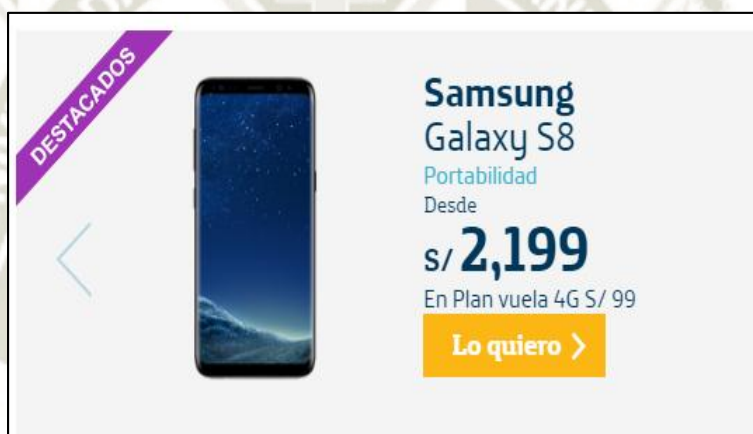 DESTACADOS
Samsung
Galaxy S8
Portabilidad
Desde
S/ 2,199
En Plan vuela 4G S/ 99
Lo quiero